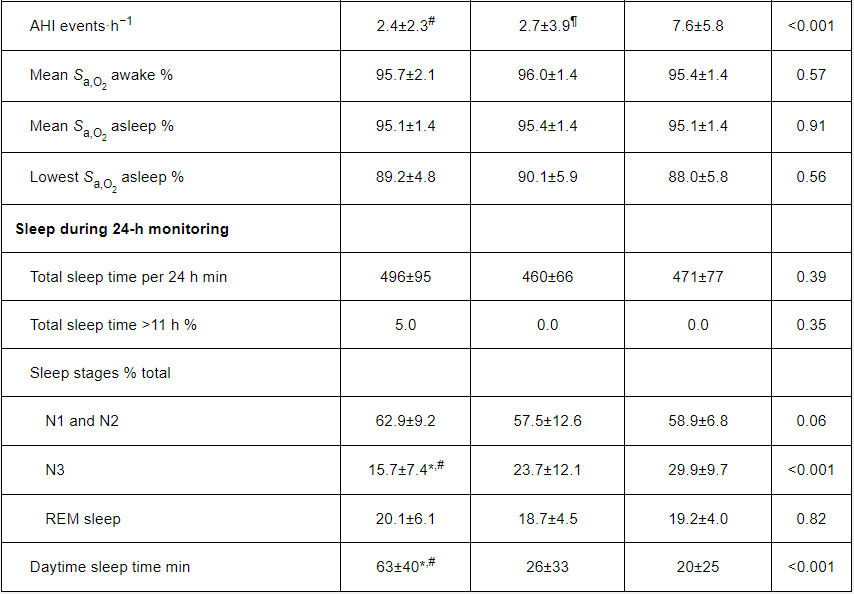 AHI events·h−1 2.4±2.3# 2.7±3.9¶ 7.6±5.8 <0.001
Mean Sa,O2 awake % 95.7±2.1 96.0±1.4 95.4±1.4 0.57
Mean Sa,O2 asleep % 95.1±1.4 95.4±1.4 95.1±1.4 0.91
Lowest Sa,O2 asleep % 89.2±4.8 90.1±5.9 88.0±5.8 0.56
Sleep during 24-h monitoring
Total sleep time per 24 h min 496±95 460±66 471±77 0.39
Total sleep time >11 h % 5.0 0.0 0.0 0.35
Sleep stages % total
N1 and N2 62.9±9.2 57.5±12.6 58.9±6.8 0.06
N3 15.7±7.4*,# 23.7±12.1 29.9±9.7 <0.001
REM sleep 20.1±6.1 18.7±4.5 19.2±4.0 0.82
Daytime sleep time min 63±40*,# 26±33 20±25 <0.001